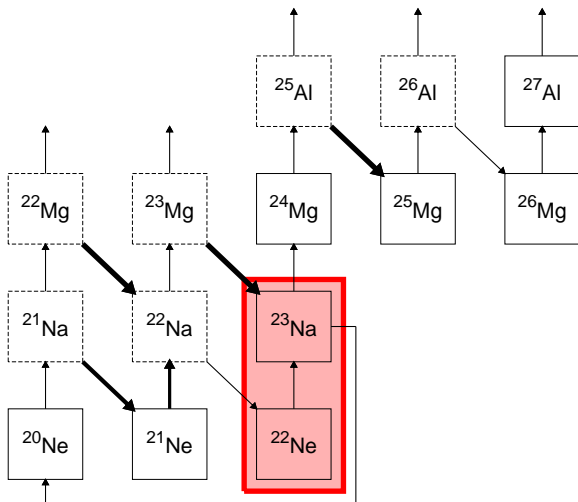 ²⁵Al ²⁶Al ²⁷Al
²²Mg ²³Mg ²⁴Mg ²⁵Mg ²⁶Mg
²¹Na ²²Na ²³Na
²⁰Ne ²¹Ne ²²Ne